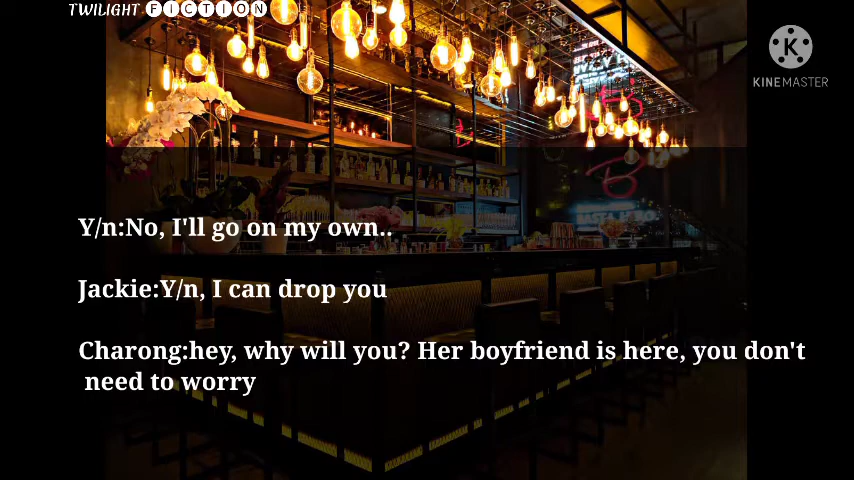 TWILIGHT FICTION
KINEMASTER
Y/n:No, I'll go on my own..
Jackie:Y/n, I can drop you
Charong:hey, why will you? Her boyfriend is here, you don't
need to worry